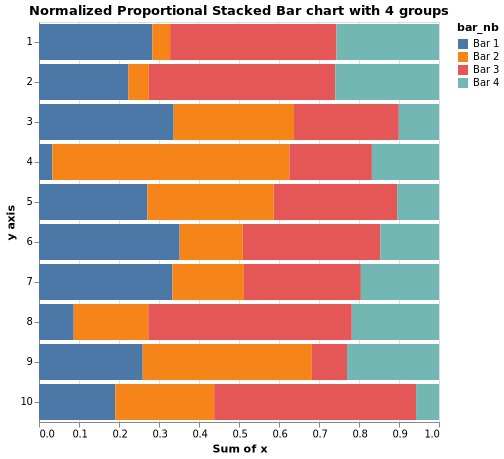 Normalized Proportional Stacked Bar chart with 4 groups
bar_nb
Bar 1
Bar 2
Bar 3
Bar 4
y axis
1
2
3
4
5
6
7
8
9
10
0.0 0.1 0.2 0.3 0.4 0.5 0.6 0.7 0.8 0.9 1.0
Sum of x